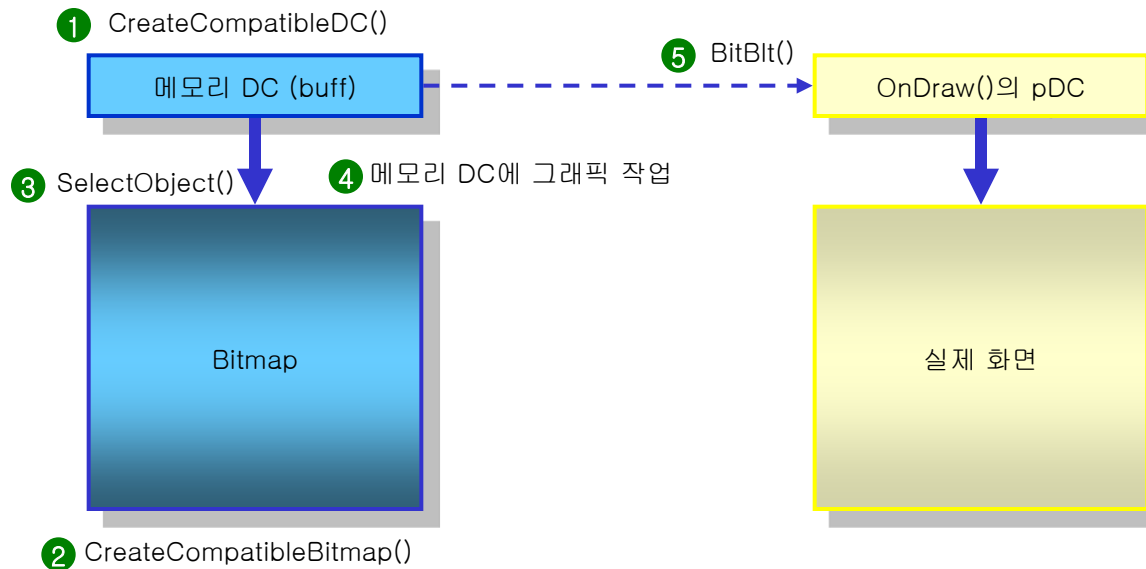 1 CreateCompatibleDC()
메모리 DC (buff)
5 BitBlt()
OnDraw()의 pDC
3 SelectObject()
4 메모리 DC에 그래픽 작업
Bitmap
실제 화면
2 CreateCompatibleBitmap()